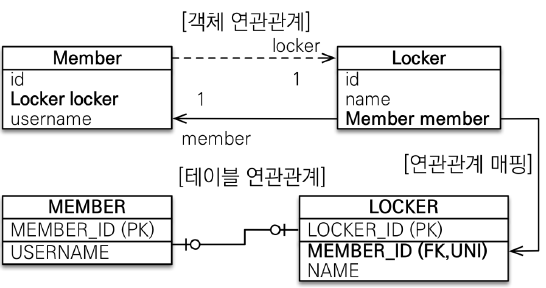 [객체 연관관계]
Member
id
Locker locker
username
locker
1
1
member
Locker
id
name
Member member
[연관관계 매핑]
[테이블 연관관계]
MEMBER
MEMBER_ID (PK)
USERNAME
LOCKER
LOCKER_ID (PK)
MEMBER_ID (FK,UNI)
NAME